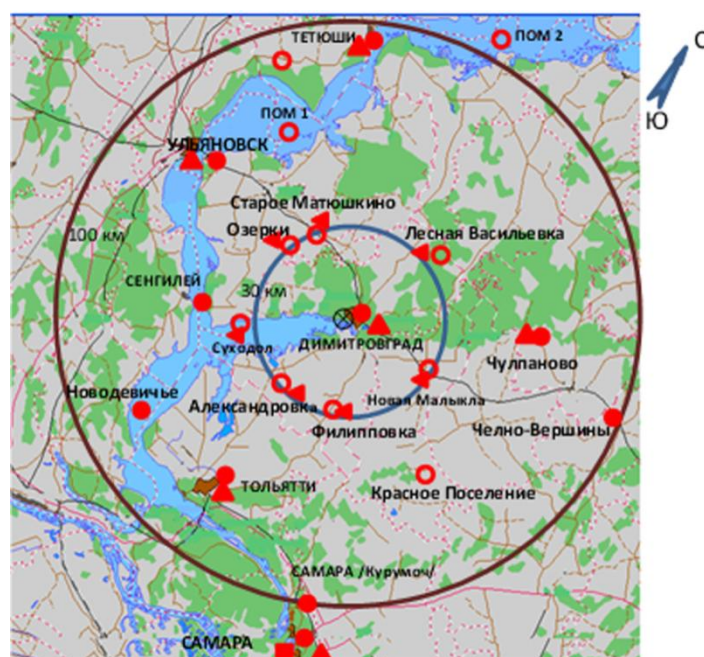 ТЕТЮШИ
ПОМ 2
С
Ю
ПОМ 1
УЛЬЯНОВСК
Старое Матюшкино
Озерки
Лесная Васильевка
100 км
СЕНГИЛЕЙ
30 км
ДИМИТРОВГРАД
Суходол
Чулпаново
Новодевичье
Александровка
Новая Малыкла
Филипповка
Челно-Вершины
ТОЛЬЯТТИ
Красное Поселение
САМАРА /Курумоч/
САМАРА